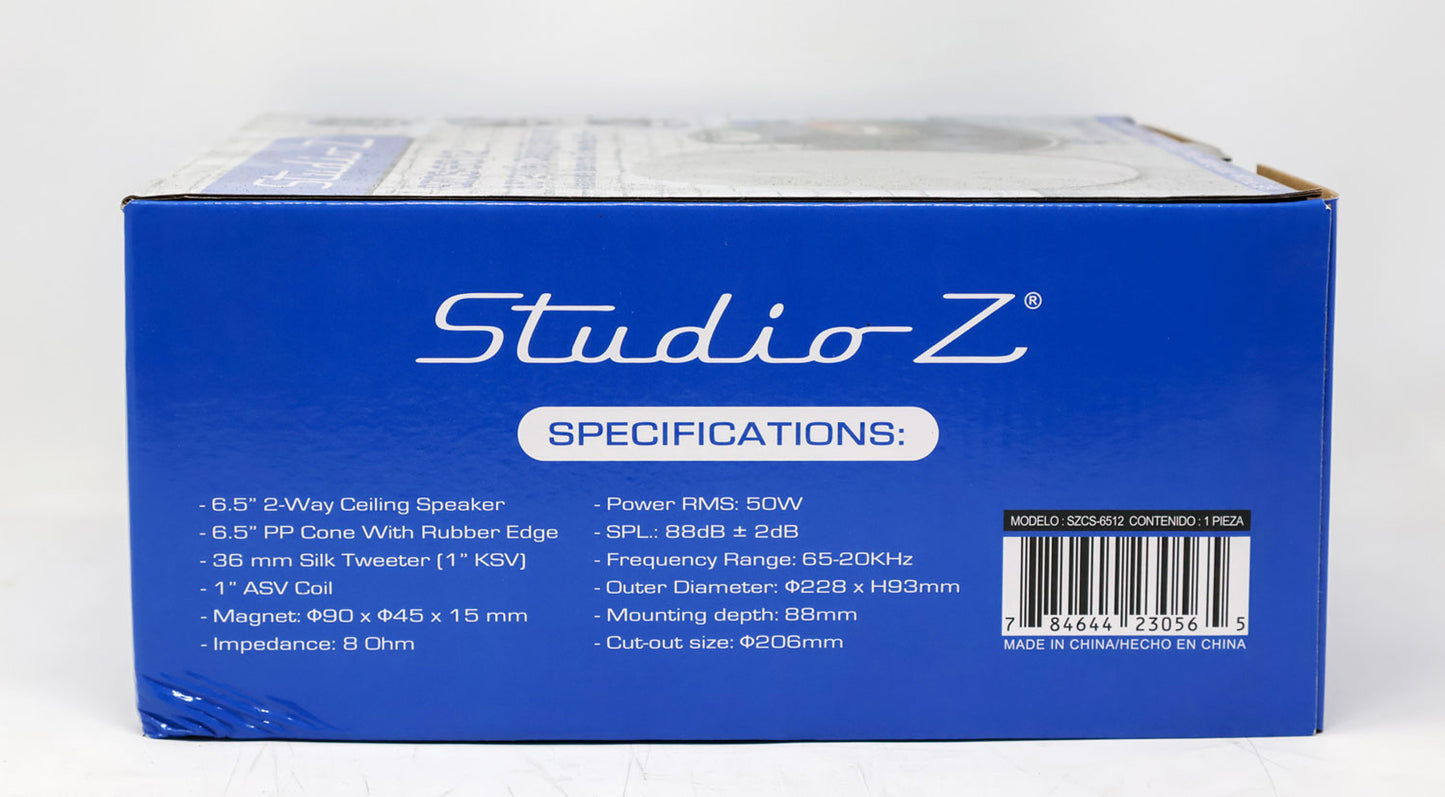 Studio Z
Studio Z®
SPECIFICATIONS:
- 6.5” 2-Way Ceiling Speaker
- 6.5” PP Cone With Rubber Edge
- 36 mm Silk Tweeter (1” KSV)
- 1” ASV Coil
- Magnet: Φ90 x Φ45 x 15 mm
- Impedance: 8 Ohm
- Power RMS: 50W
- SPL.: 88dB ± 2dB
- Frequency Range: 65-20KHz
- Outer Diameter: Φ228 x H93mm
- Mounting depth: 88mm
- Cut-out size: Φ206mm
MODELO : SZCS-6512 CONTENIDO : 1 PIEZA
7 84644 23056 5
MADE IN CHINA/HECHO EN CHINA